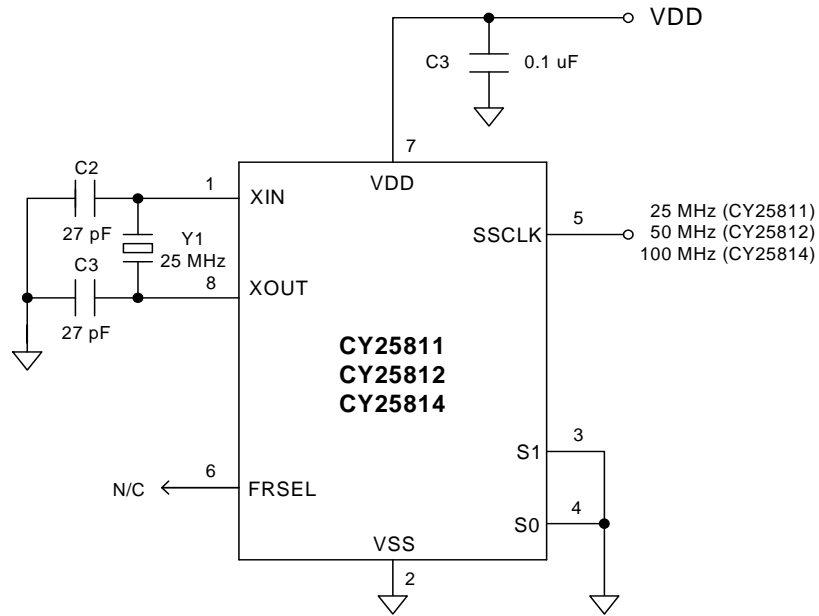 VDD
C3 0.1 uF
7
VDD
C2
27 pF
1
XIN
Y1
25 MHz
C3
27 pF
8
XOUT
5
SSCLK
25 MHz (CY25811)
50 MHz (CY25812)
100 MHz (CY25814)
CY25811
CY25812
CY25814
3
S1
6
N/C
FRSEL
4
S0
VSS
2